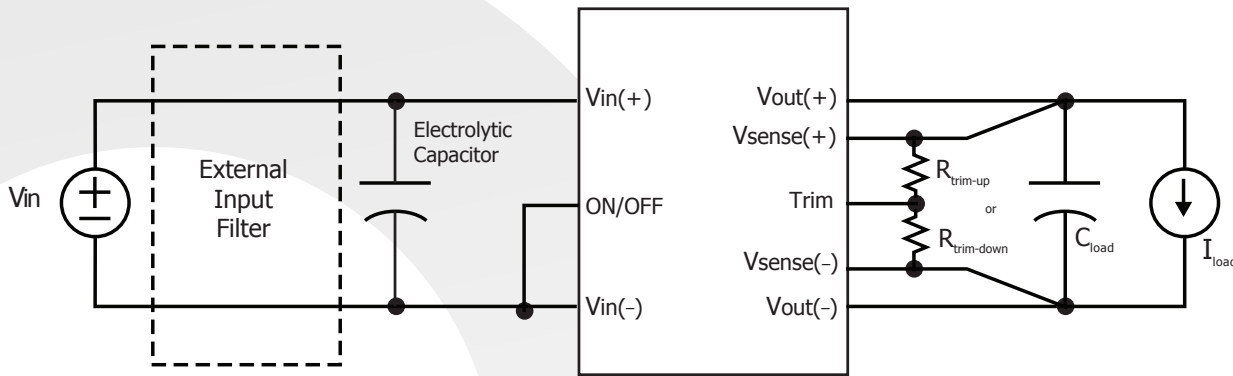 Vin
External
Input
Filter
Electrolytic
Capacitor
Vin(+)
ON/OFF
Vin(−)
Vout(+)
Vsense(+)
Trim
Vsense(−)
Vout(−)
Rtrim-up
or
Rtrim-down
Cload
Iload